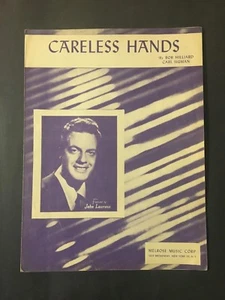 CARELESS HANDS
By BOB HILLIARD
CARL SIGMAN
John Laurenz
MELROSE MUSIC CORP.